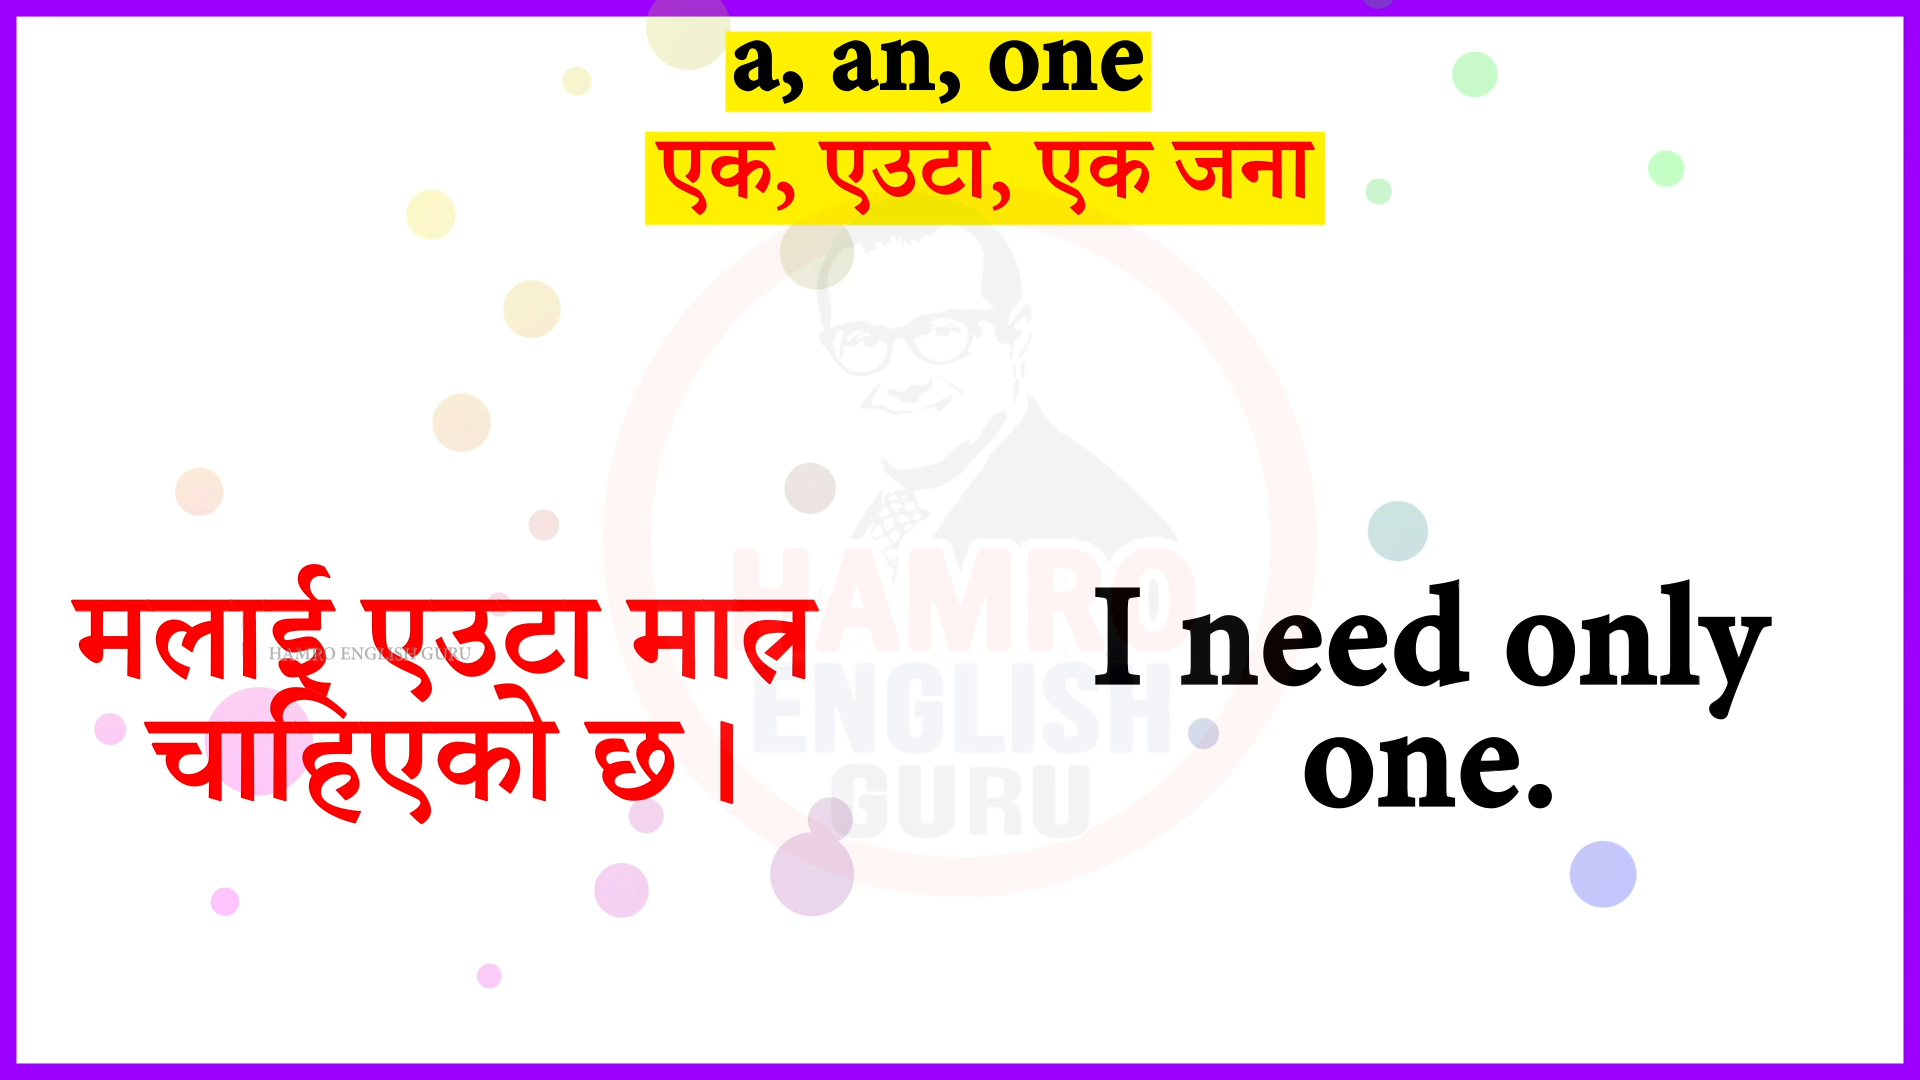 a, an, one
एक, एउटा, एक जना
मलाई एउटा मात्र
चाहिएको छ ।
HAMRO ENGLISH GURU
I need only
one.
HAMRO
ENGLISH
GURU